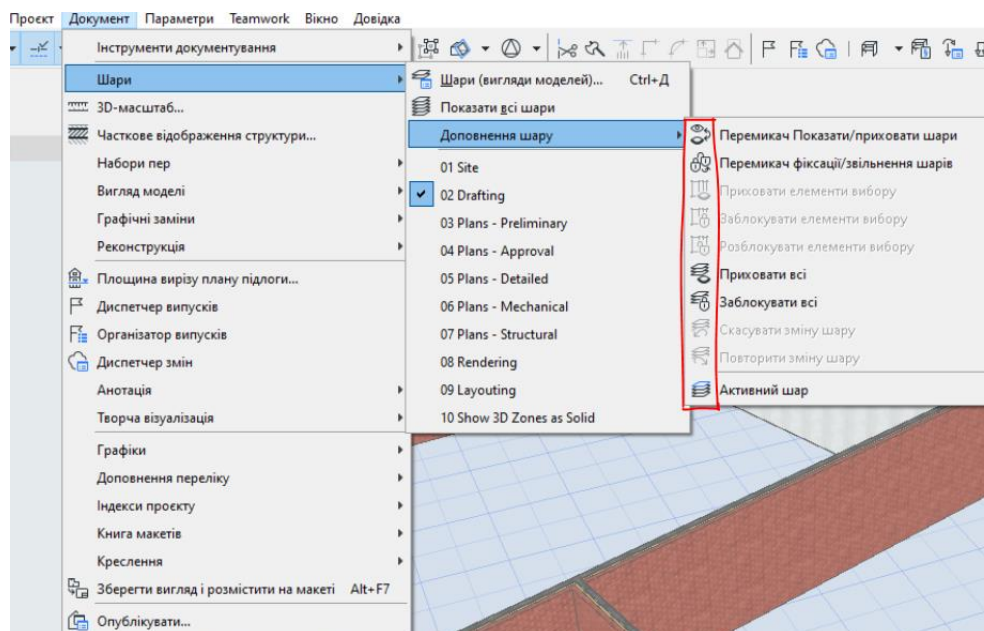 Проєкт Документ Параметри Teamwork Вікно Довідка
Інструменти документування
Шари
3D-масштаб...
Часткове відображення структури...
Набори пер
Вигляд моделі
Графічні заміни
Реконструкція
Площина вирізу плану підлоги...
Диспетчер випусків
Організатор випусків
Диспетчер змін
Анотація
Творча візуалізація
Графіки
Доповнення переліку
Індекси проєкту
Книга макетів
Креслення
Зберегти вигляд і розмістити на макеті Alt+F7
Опублікувати...
Шари (вигляди моделей)... Ctrl+Д
Показати всі шари
Доповнення шару
01 Site
02 Drafting
03 Plans - Preliminary
04 Plans - Approval
05 Plans - Detailed
06 Plans - Mechanical
07 Plans - Structural
08 Rendering
09 Layouting
10 Show 3D Zones as Solid
Перемикач Показати/приховати шари
Перемикач фіксації/звільнення шарів
Приховати елементи вибору
Заблокувати елементи вибору
Розблокувати елементи вибору
Приховати всі
Заблокувати всі
Скасувати зміну шару
Повторити зміну шару
Активний шар